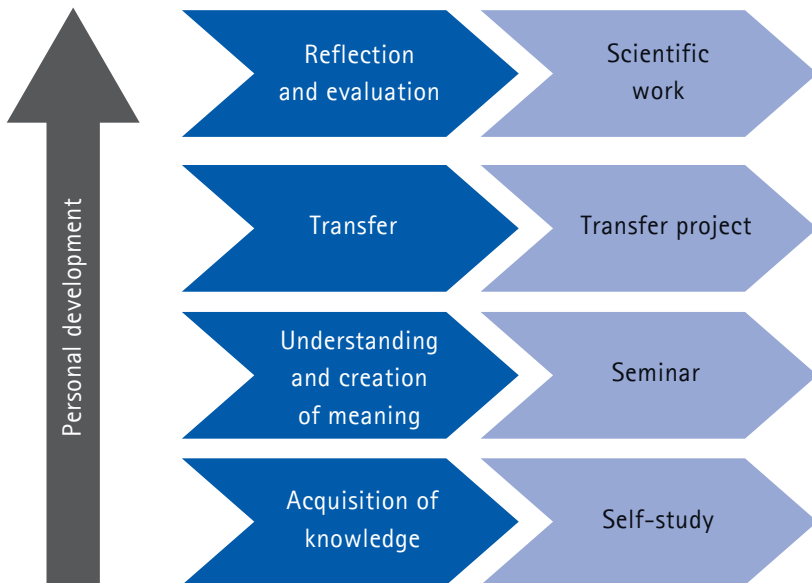 Personal development
Reflection
and evaluation
Scientific
work
Transfer
Transfer project
Understanding
and creation
of meaning
Seminar
Acquisition of
knowledge
Self-study